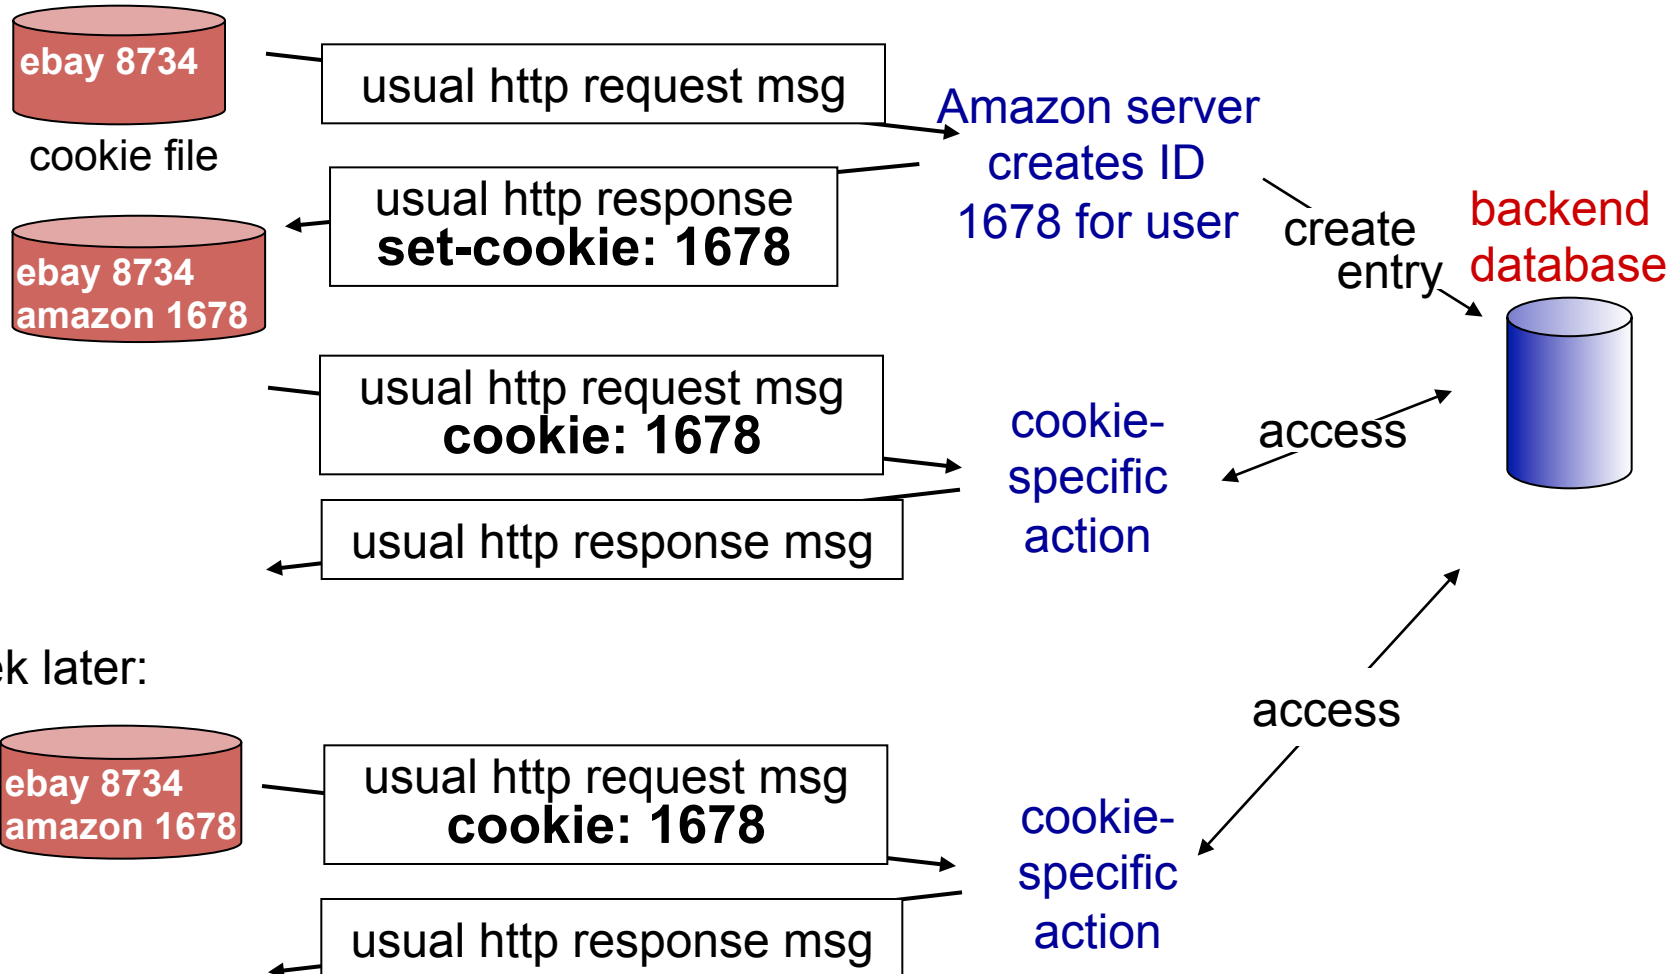 ebay 8734
cookie file
usual http request msg
Amazon server
creates ID
1678 for user
usual http response
set-cookie: 1678
create
entry
backend
database
ebay 8734
amazon 1678
usual http request msg
cookie: 1678
cookie-
specific
action
access
usual http response msg
later:
access
ebay 8734
amazon 1678
usual http request msg
cookie: 1678
cookie-
specific
action
usual http response msg